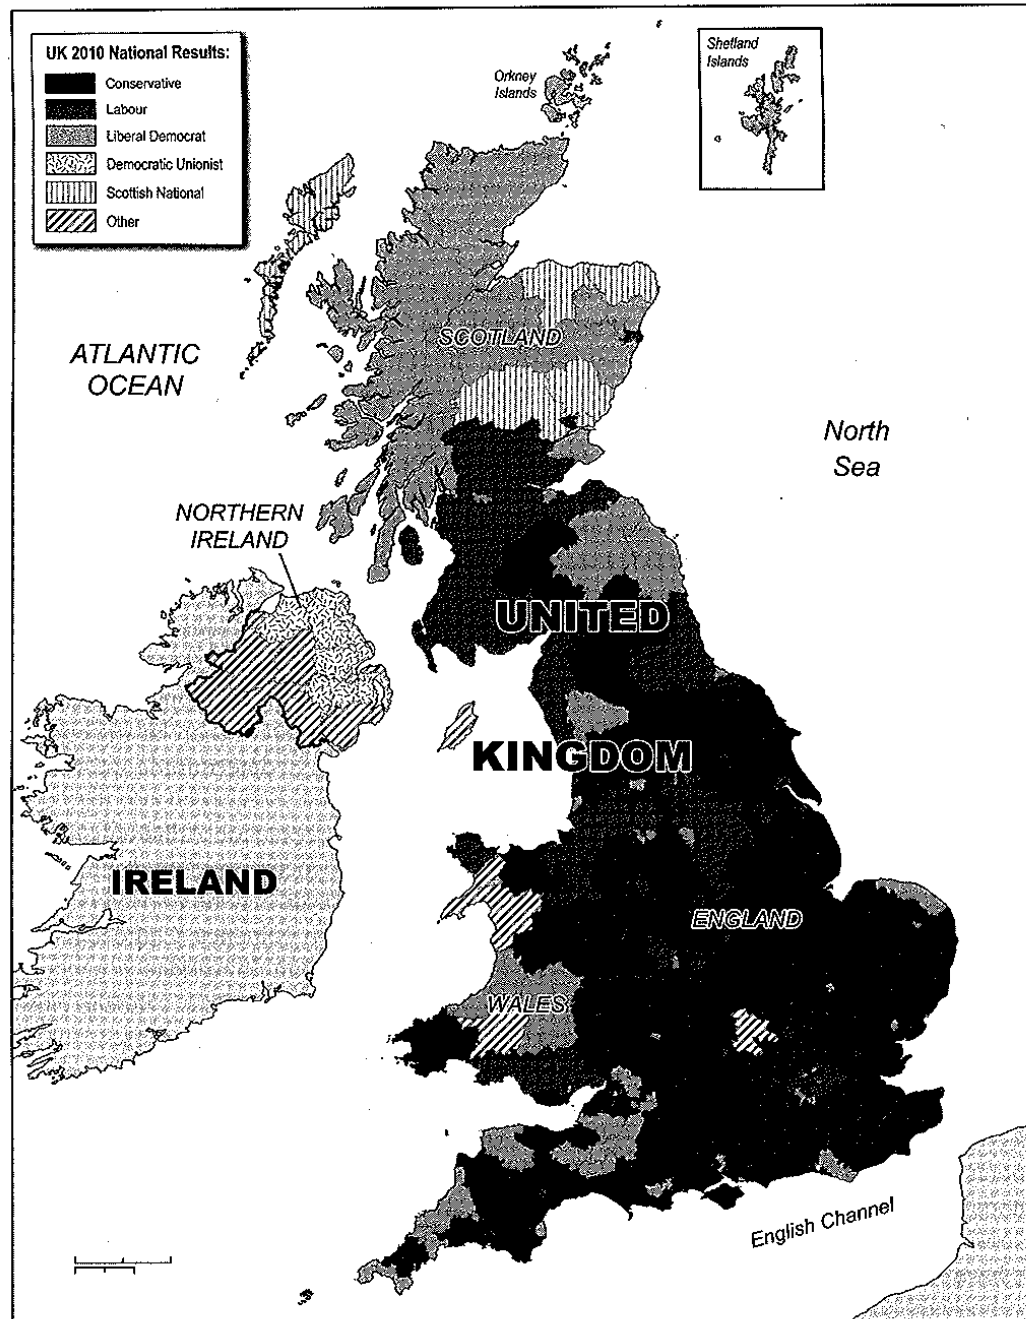 UK 2010 National Results:
Conservative
Labour
Liberal Democrat
Democratic Unionist
Scottish National
Other
Orkney
Islands
Shetland
Islands
SCOTLAND
ATLANTIC
OCEAN
North
Sea
NORTHERN
IRELAND
UNITED
KINGDOM
IRELAND
ENGLAND
WALES
English Channel